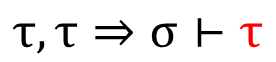 τ, τ ⇒ σ ⊢ τ